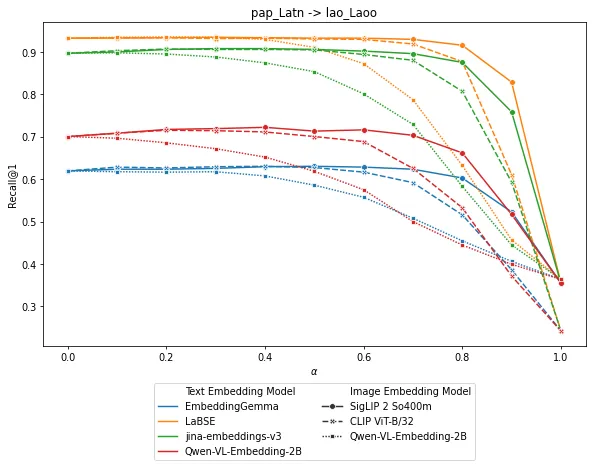 pap_Latn -> lao_Laoo
Recall@1
0.9
0.8
0.7
0.6
0.5
0.4
0.3
0.0
0.2
0.4
0.6
0.8
1.0
α
Text Embedding Model
EmbeddingGemma
LaBSE
jina-embeddings-v3
Qwen-VL-Embedding-2B
Image Embedding Model
SigLIP 2 So400m
CLIP ViT-B/32
Qwen-VL-Embedding-2B